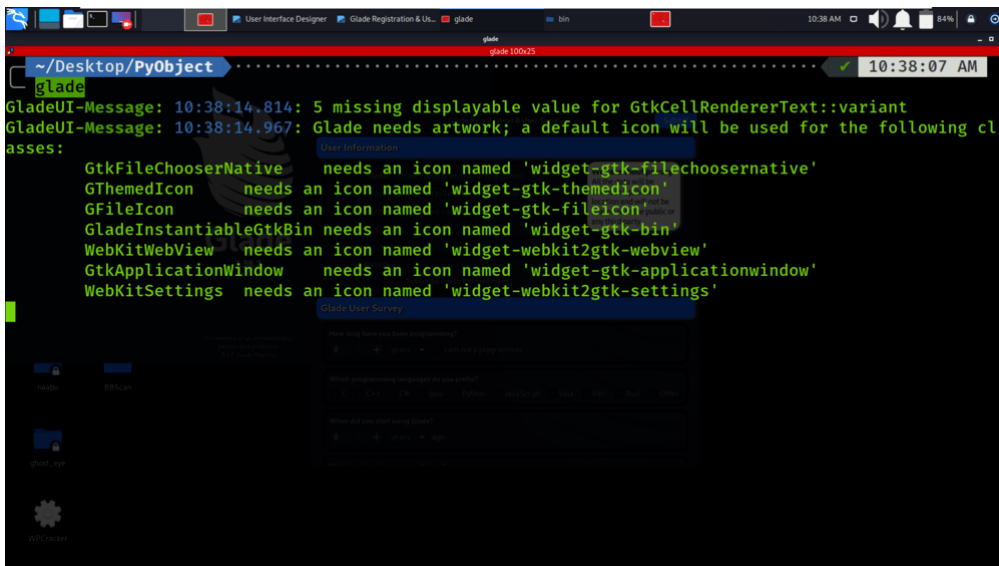 User Interface Designer
Glade Registration & Us...
glade
bin
10:38 AM
84%
glade
glade 100x25
~/Desktop/PyObject
✔ 10:38:07 AM
glade
GladeUI-Message: 10:38:14.814: 5 missing displayable value for GtkCellRendererText::variant
GladeUI-Message: 10:38:14.967: Glade needs artwork; a default icon will be used for the following cl
asses:
User Information
GtkFileChooserNative needs an icon named 'widget-gtk-filechoosernative'
GThemedIcon needs an icon named 'widget-gtk-themedicon'
GFileIcon needs an icon named 'widget-gtk-fileicon'
GladeInstantiableGtkBin needs an icon named 'widget-gtk-bin'
WebKitWebView needs an icon named 'widget-webkit2gtk-webview'
GtkApplicationWindow needs an icon named 'widget-gtk-applicationwindow'
WebKitSettings needs an icon named 'widget-webkit2gtk-settings'
Glade
Glade User Survey
How long have you been programming?
Which programming languages do you prefer?
When did you start using Glade?
BBScan
ghost_eye
WPCracker